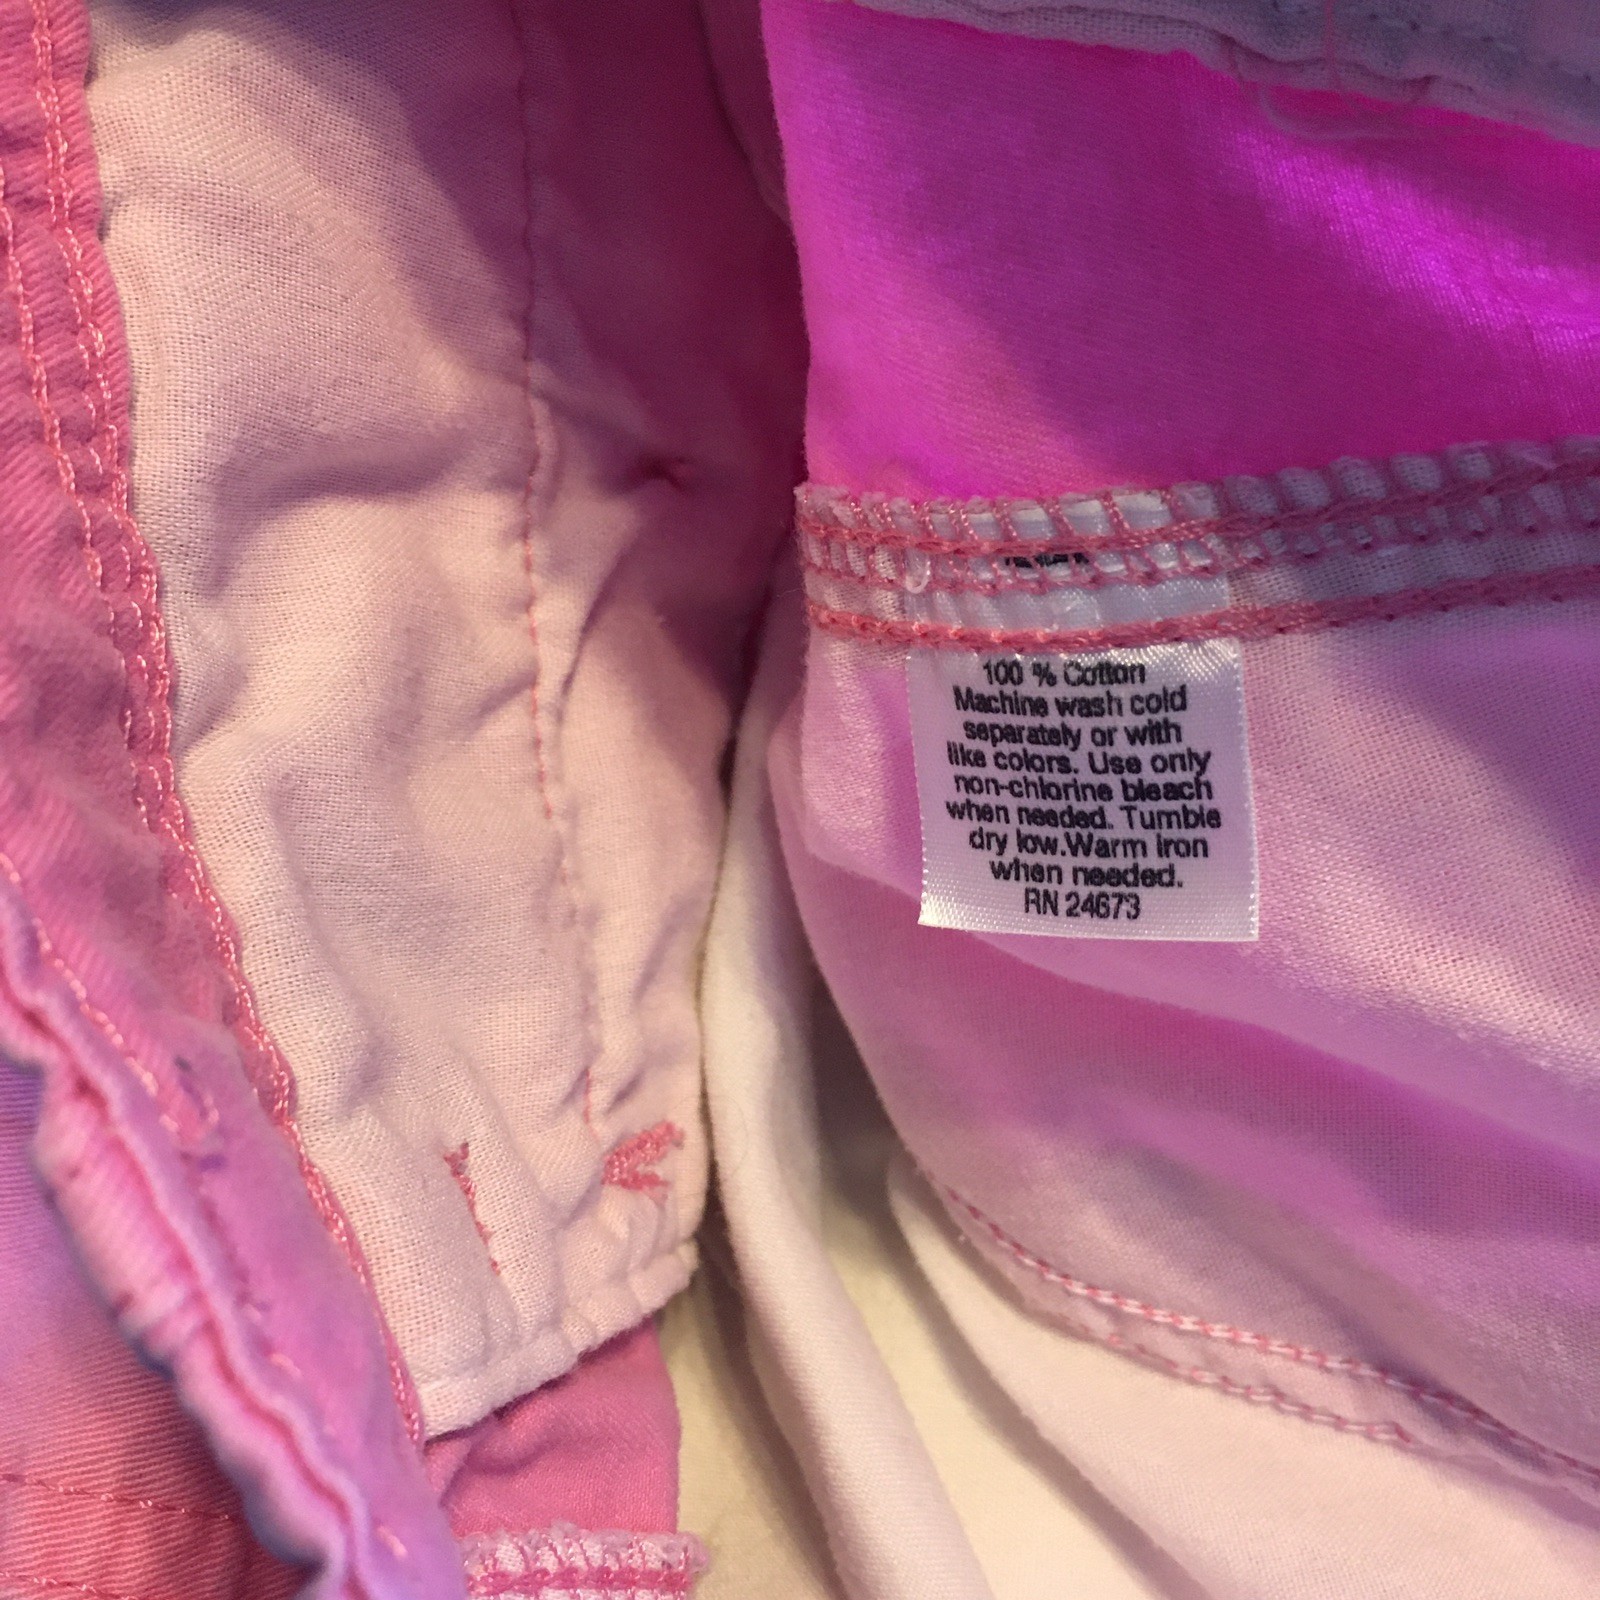 100 % Cotton
Machine wash cold
separately or with
like colors. Use only
non-chlorine bleach
when needed. Tumble
dry low.Warm iron
when needed.
RN 24673